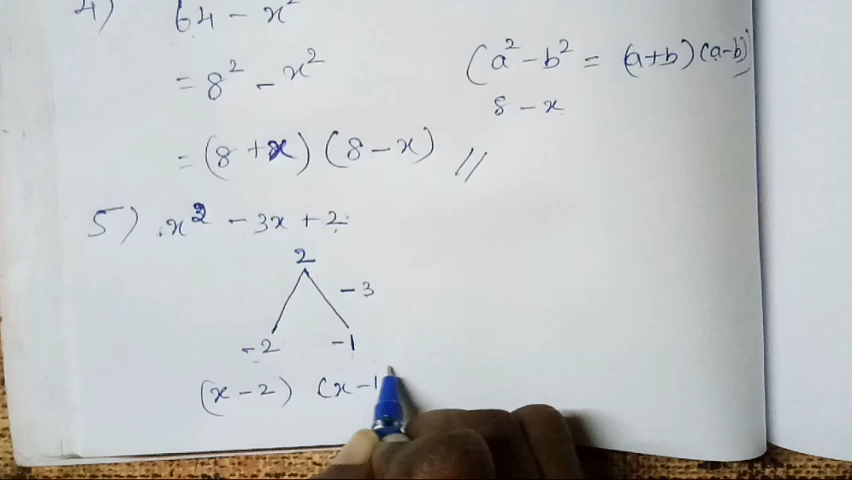 4) 64 - x²
= 8² - x²
(a² - b² = (a+b)(a-b)
8 - x
= (8 + x) (8 - x) //
5) x² - 3x + 2
2
- 3
-2 -1
(x - 2) (x - 1